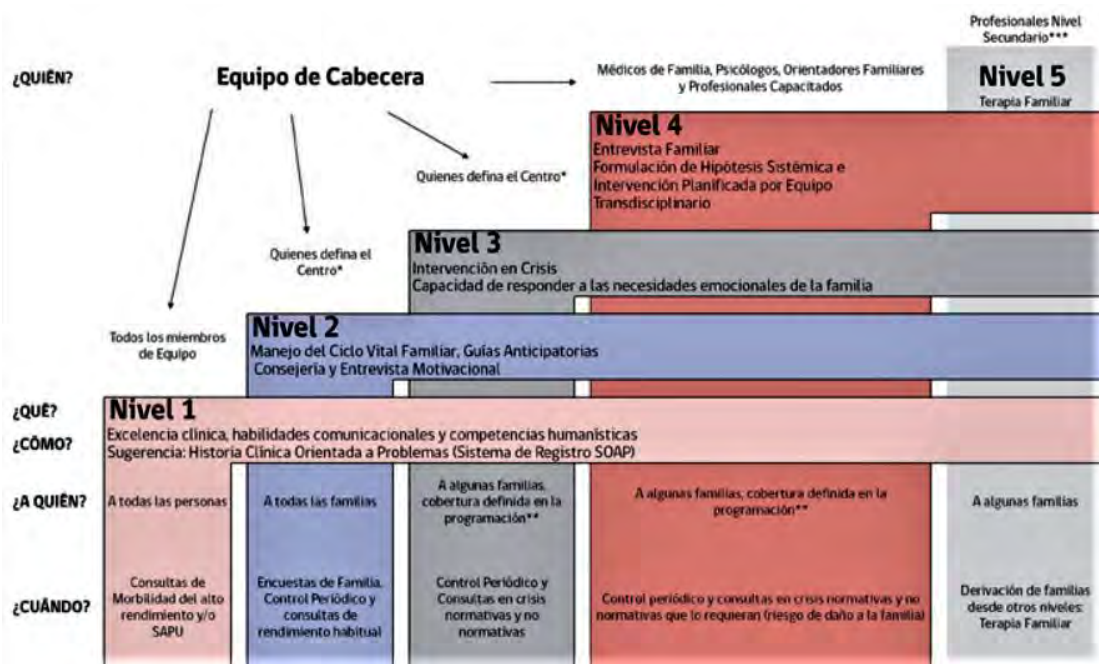 Profesionales Nivel
Secundario***
¿QUIÉN?
Equipo de Cabecera
Médicos de Familia, Psicólogos, Orientadores Familiares
y Profesionales Capacitados
Nivel 5
Terapia Familiar
Nivel 4
Entrevista Familiar
Formulación de Hipótesis Sistémica e
Intervención Planificada por Equipo
Transdisciplinario
Quienes defina el Centro*
Nivel 3
Intervención en Crisis
Capacidad de responder a las necesidades emocionales de la familia
Quienes defina el
Centro*
Nivel 2
Manejo del Ciclo Vital Familiar, Guías Anticipatorias
Consejería y Entrevista Motivacional
Todos los miembros
de Equipo
¿QUÉ?
¿CÓMO?
Nivel 1
Excelencia clínica, habilidades comunicacionales y competencias humanísticas
Sugerencia: Historia Clínica Orientada a Problemas (Sistema de Registro SOAP)
¿A QUIÉN?
A todas las personas
A todas las familias
A algunas familias,
cobertura definida en la
programación**
A algunas familias, cobertura definida en la
programación**
A algunas familias
¿CUÁNDO?
Consultas de
Morbilidad del alto
rendimiento y/o
SAPU
Encuestas de Familia,
Control Periódico y
consultas de
rendimiento habitual
Control Periódico y
Consultas en crisis
normativas y no
normativas
Control periódico y consultas en crisis normativas y no
normativas que lo requieran (riesgo de daño a la familia)
Derivación de familias
desde otros niveles:
Terapia Familiar